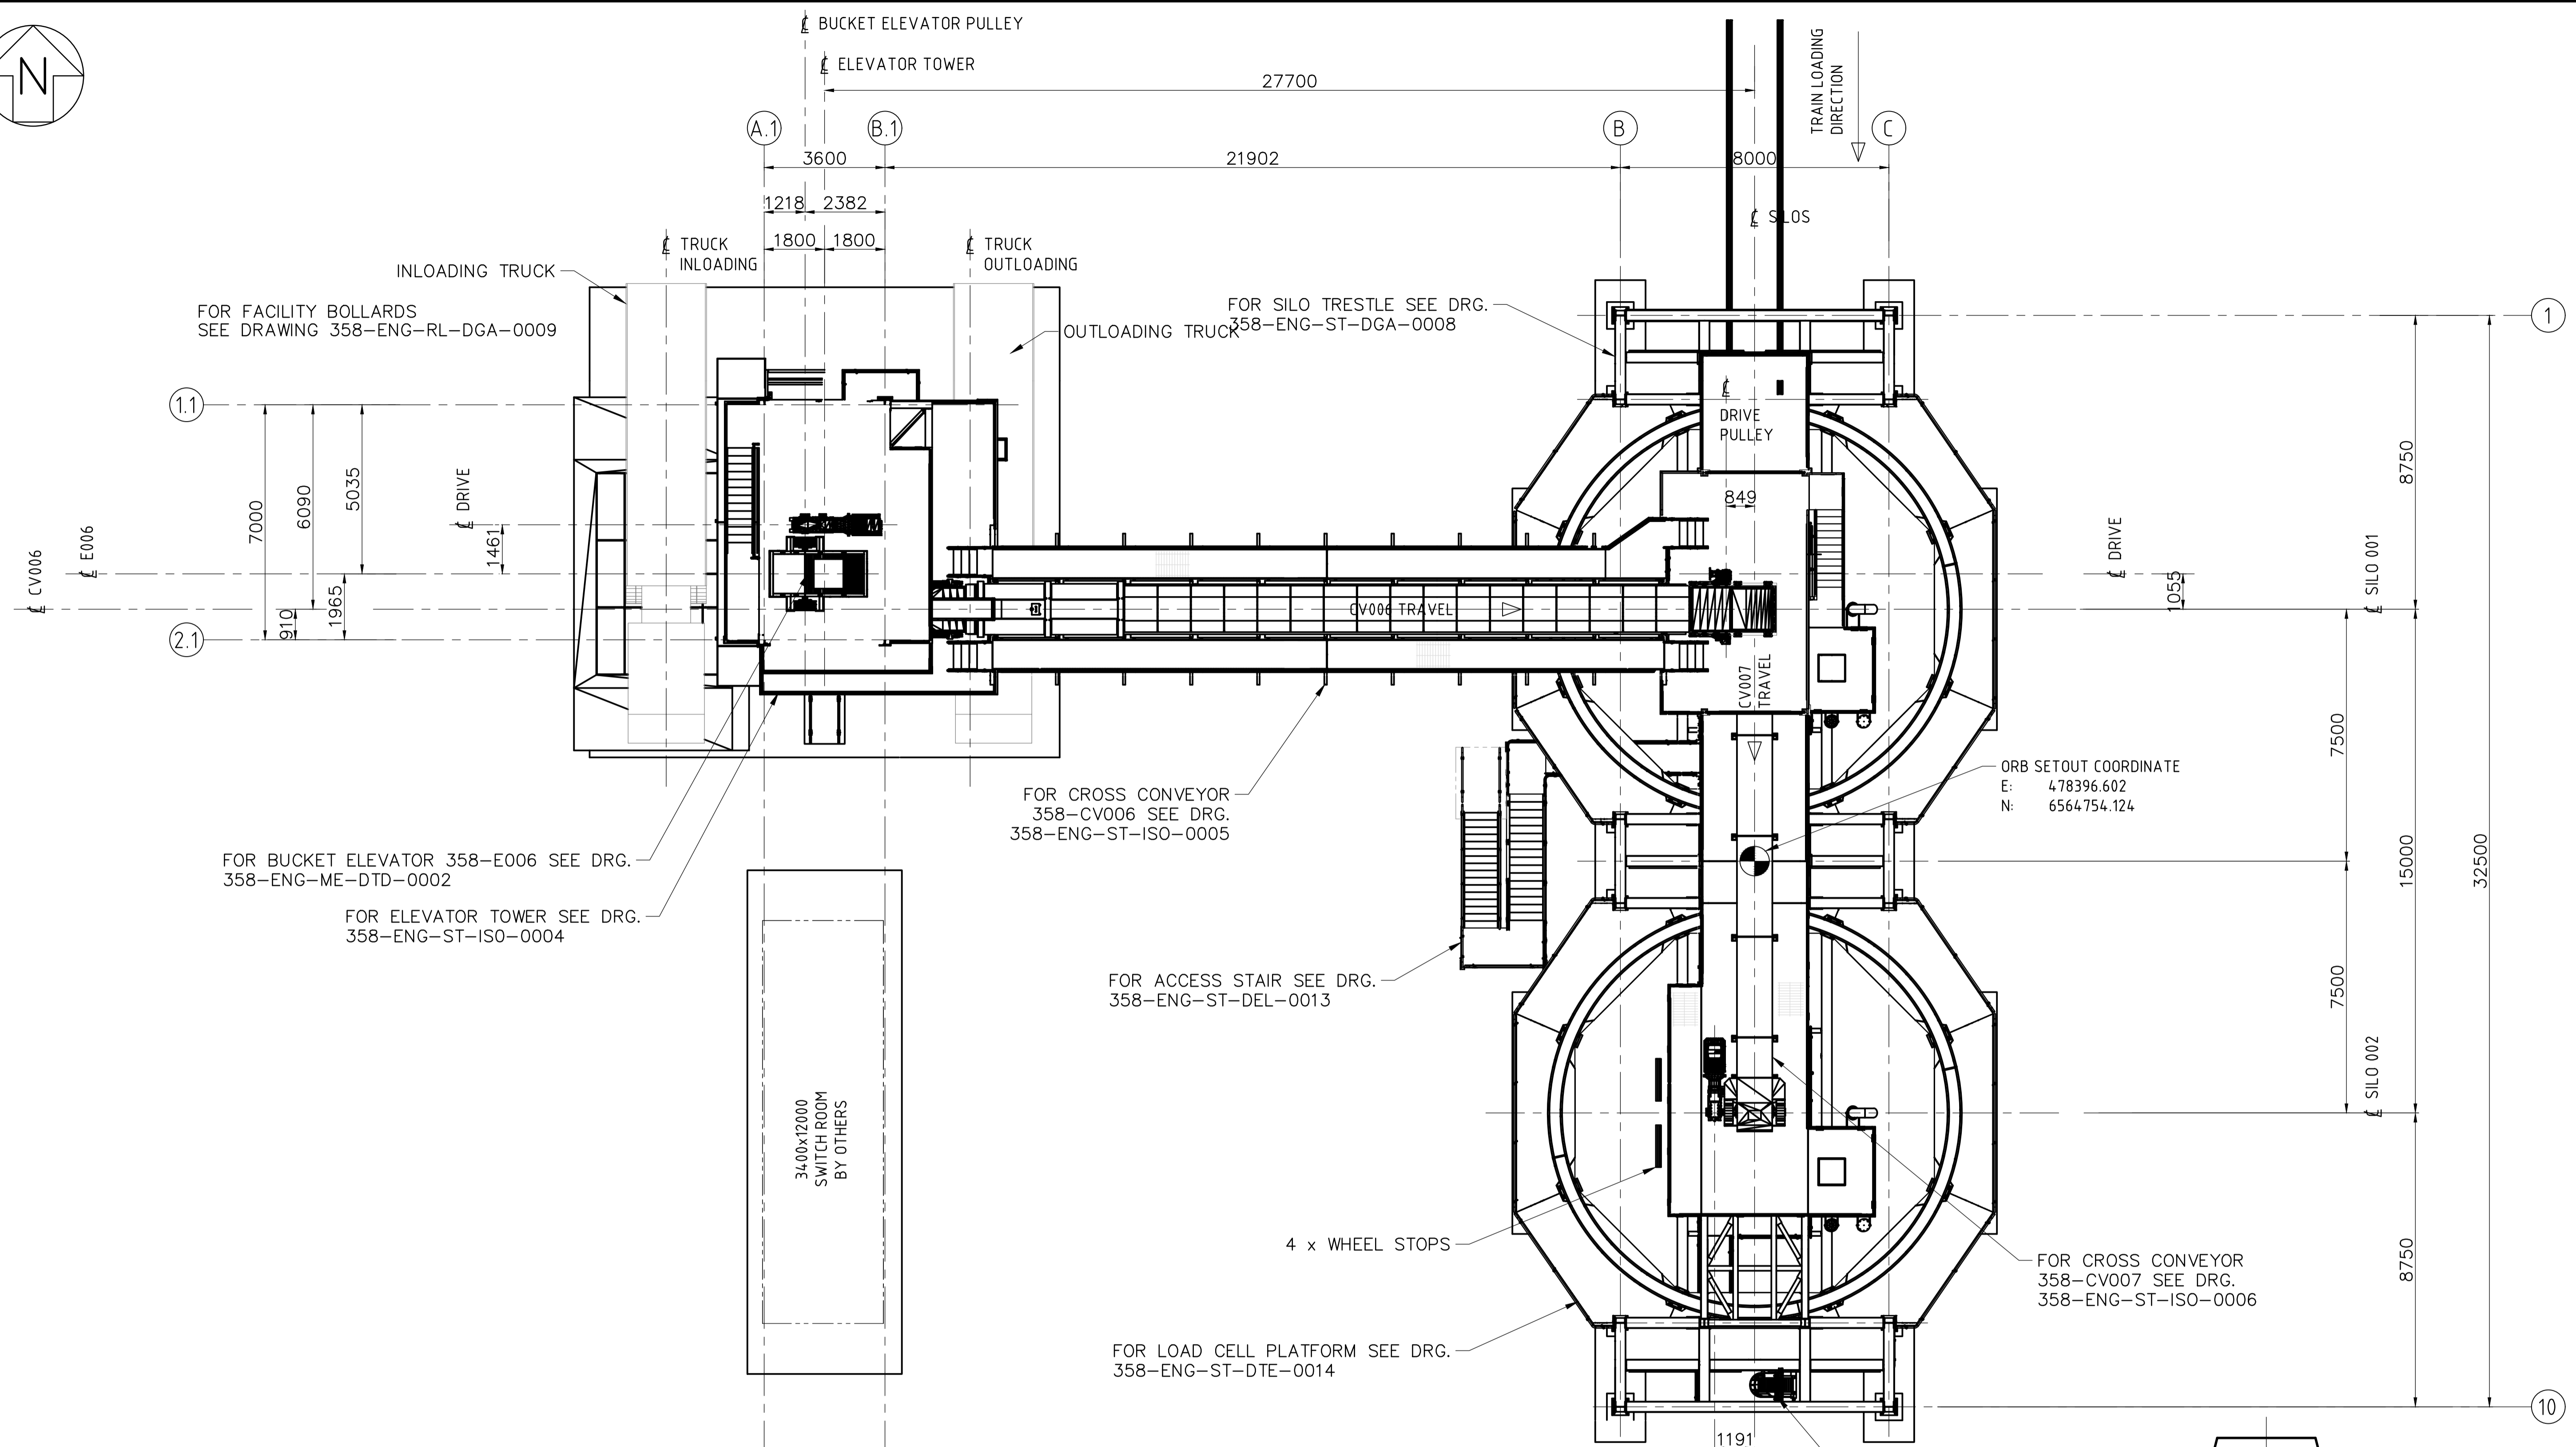 N
℄ BUCKET ELEVATOR PULLEY
℄ ELEVATOR TOWER
27700
TRAIN LOADING
DIRECTION
A.1
B.1
B
C
3600
21902
8000
1218
2382
1800
1800
℄ SILOS
℄ TRUCK
INLOADING
℄ TRUCK
OUTLOADING
INLOADING TRUCK
FOR FACILITY BOLLARDS
SEE DRAWING 358-ENG-RL-DGA-0009
OUTLOADING TRUCK
FOR SILO TRESTLE SEE DRG.
358-ENG-ST-DGA-0008
1
1.1
2.1
7000
6090
5035
1461
1965
910
℄ DRIVE
℄ E006
℄ CV006
℄
DRIVE
PULLEY
849
CV006 TRAVEL
CV007
TRAVEL
℄ DRIVE
1055
℄ SILO 001
8750
7500
15000
32500
7500
8750
℄ SILO 002
ORB SETOUT COORDINATE
E: 478396.602
N: 6564754.124
FOR CROSS CONVEYOR
358-CV006 SEE DRG.
358-ENG-ST-ISO-0005
FOR BUCKET ELEVATOR 358-E006 SEE DRG.
358-ENG-ME-DTD-0002
FOR ELEVATOR TOWER SEE DRG.
358-ENG-ST-ISO-0004
FOR ACCESS STAIR SEE DRG.
358-ENG-ST-DEL-0013
3400x12000
SWITCH ROOM
BY OTHERS
4 x WHEEL STOPS
FOR CROSS CONVEYOR
358-CV007 SEE DRG.
358-ENG-ST-ISO-0006
FOR LOAD CELL PLATFORM SEE DRG.
358-ENG-ST-DTE-0014
10
1191